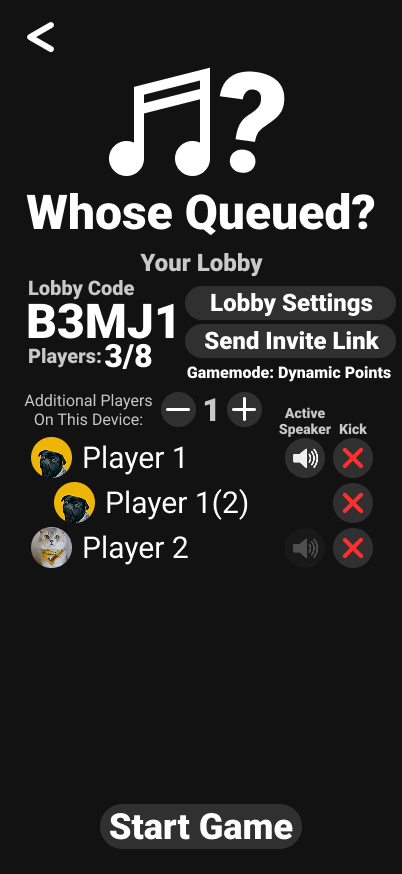 Whose Queued?
Your Lobby
Lobby Code
B3MJ1
Players: 3/8
Lobby Settings
Send Invite Link
Gamemode: Dynamic Points
Additional Players
On This Device:
1
Active
Speaker
Kick
Player 1
Player 1(2)
Player 2
Start Game